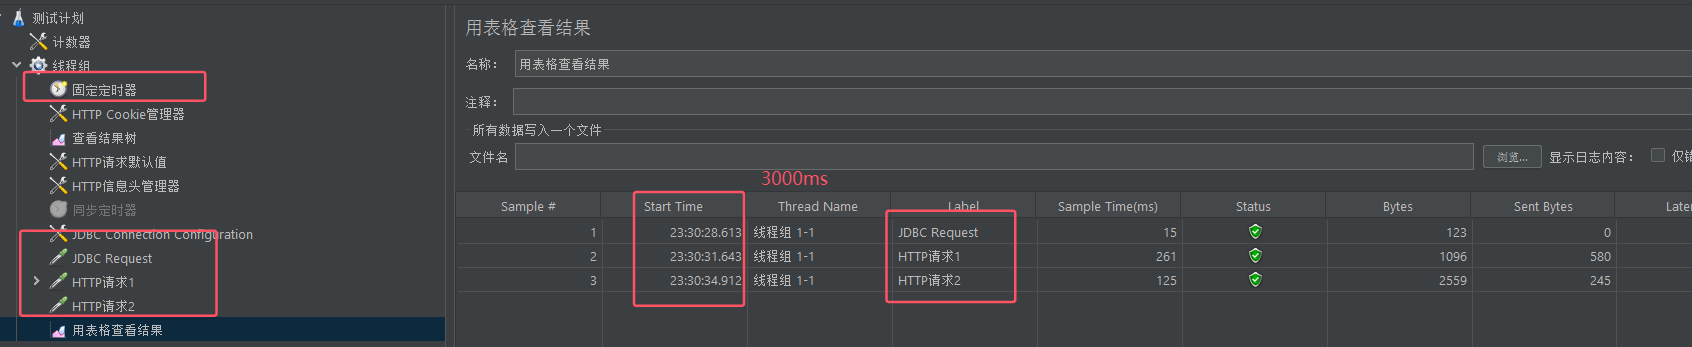 测试计划
计数器
线程组
固定定时器
HTTP Cookie管理器
查看结果树
HTTP请求默认值
HTTP信息头管理器
同步定时器
JDBC Connection Configuration
JDBC Request
HTTP请求1
HTTP请求2
用表格查看结果
用表格查看结果
名称： 用表格查看结果
注释：
所有数据写入一个文件
文件名 浏览... 显示日志内容： 仅错
3000ms
Sample # Start Time Thread Name Label Sample Time(ms) Status Bytes Sent Bytes Laten
1 23:30:28.613 线程组 1-1 JDBC Request 15 123 0
2 23:30:31.643 线程组 1-1 HTTP请求1 261 1096 580
3 23:30:34.912 线程组 1-1 HTTP请求2 125 2559 245